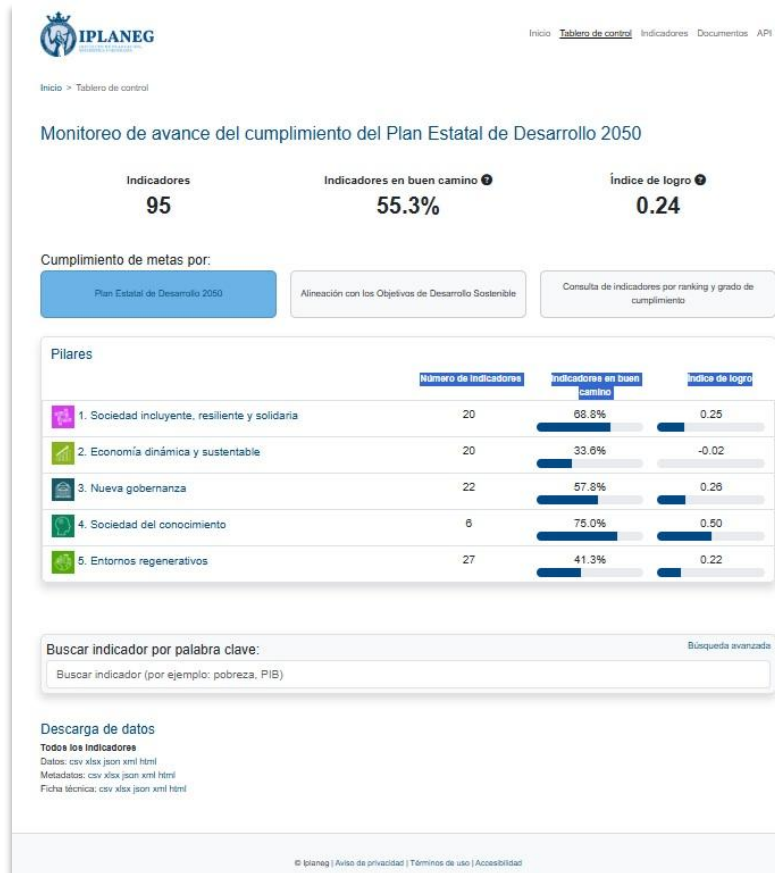 IPLANEG
Inicio Tablero de control Indicadores Documentos API
Inicio > Tablero de control
Monitoreo de avance del cumplimiento del Plan Estatal de Desarrollo 2050
Indicadores Indicadores en buen camino ? Índice de logro ?
95 55.3% 0.24
Cumplimiento de metas por:
Plan Estatal de Desarrollo 2050
Alineación con los Objetivos de Desarrollo Sostenible
Consulta de indicadores por ranking y grado de
cumplimiento
Pilares
Número de indicadores Indicadores en buen Índice de logro
camino
1. Sociedad incluyente, resiliente y solidaria 20 68.8% 0.25
2. Economía dinámica y sustentable 20 33.6% -0.02
3. Nueva gobernanza 22 57.8% 0.26
4. Sociedad del conocimiento 6 75.0% 0.50
5. Entornos regenerativos 27 41.3% 0.22
Buscar indicador por palabra clave: Búsqueda avanzada
Buscar indicador (por ejemplo: pobreza, PIB)
Descarga de datos
Todos los indicadores
Datos: csv xlsx json xml html
Metadatos: csv xlsx json xml html
Ficha técnica: csv xlsx json xml html
© Iplaneg | Aviso de privacidad | Términos de uso | Accesibilidad